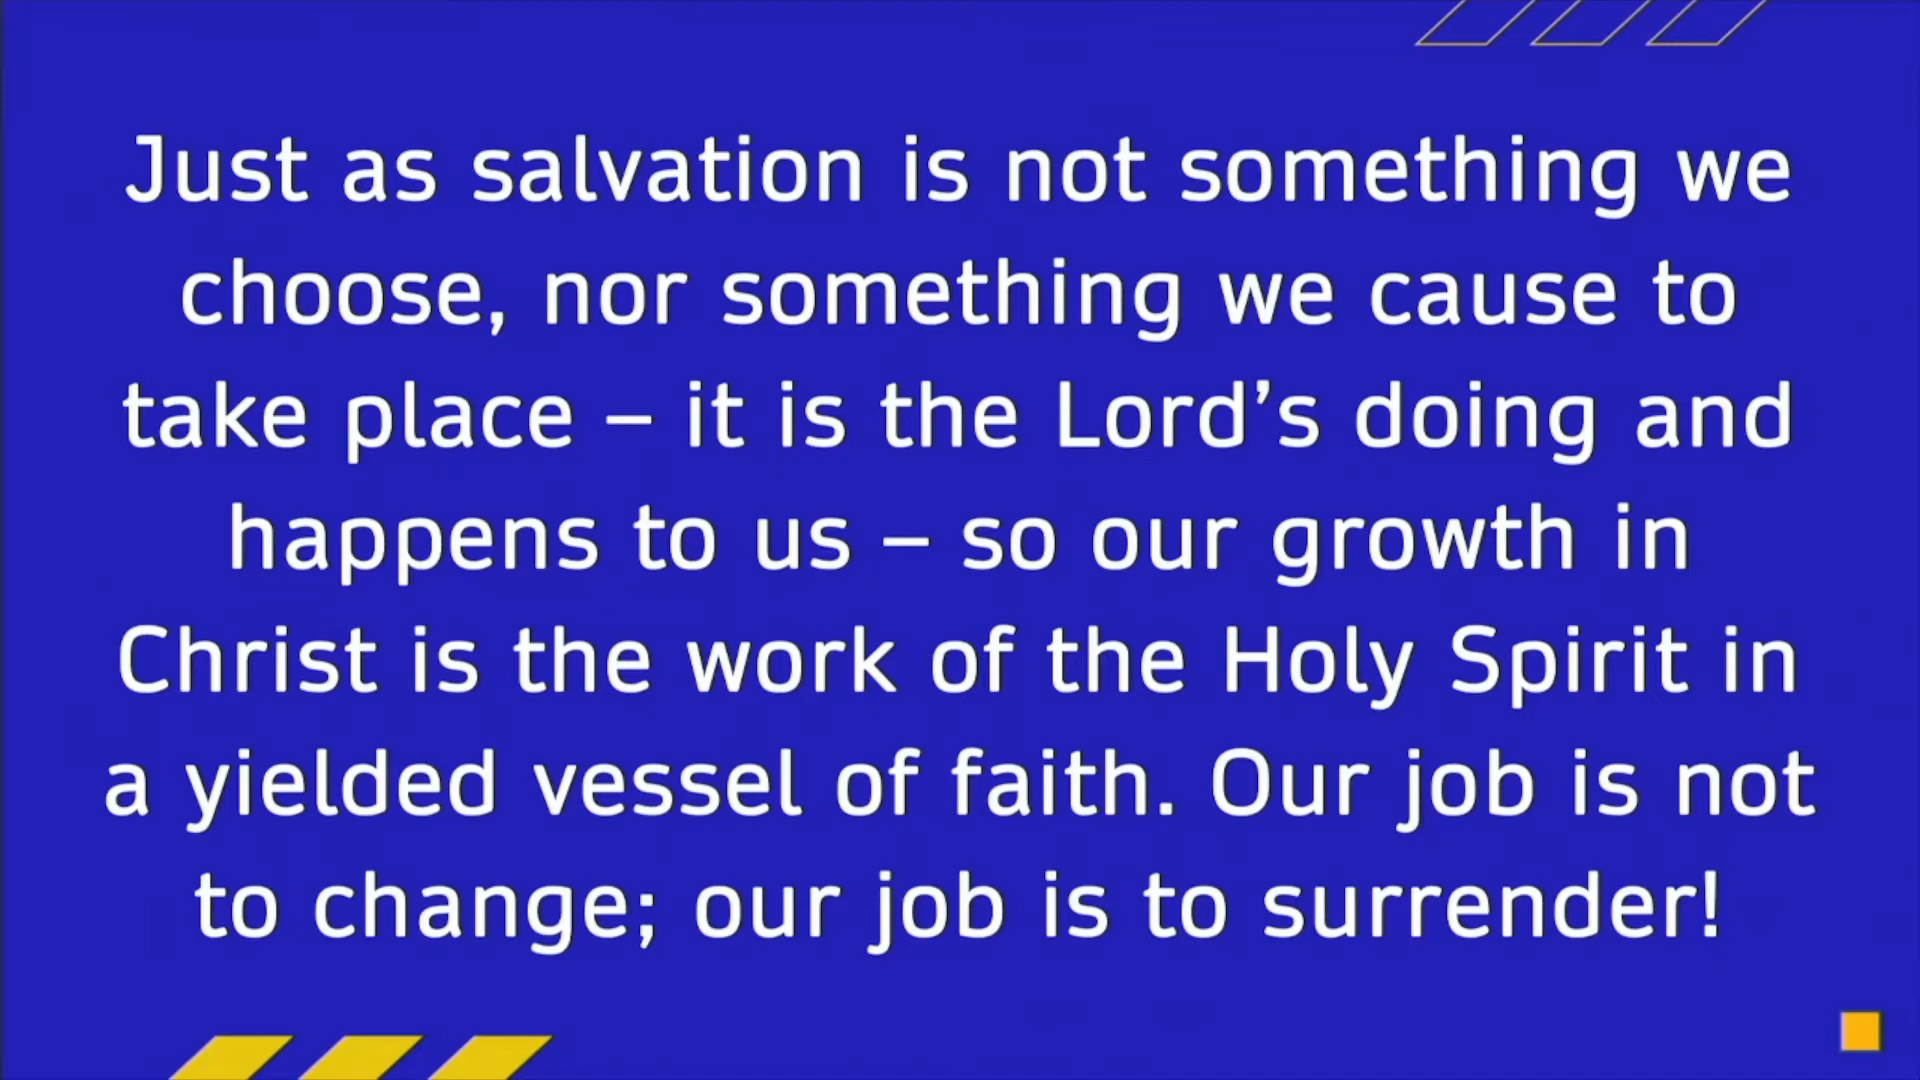 Just as salvation is not something we
choose, nor something we cause to
take place – it is the Lord’s doing and
happens to us – so our growth in
Christ is the work of the Holy Spirit in
a yielded vessel of faith. Our job is not
to change; our job is to surrender!